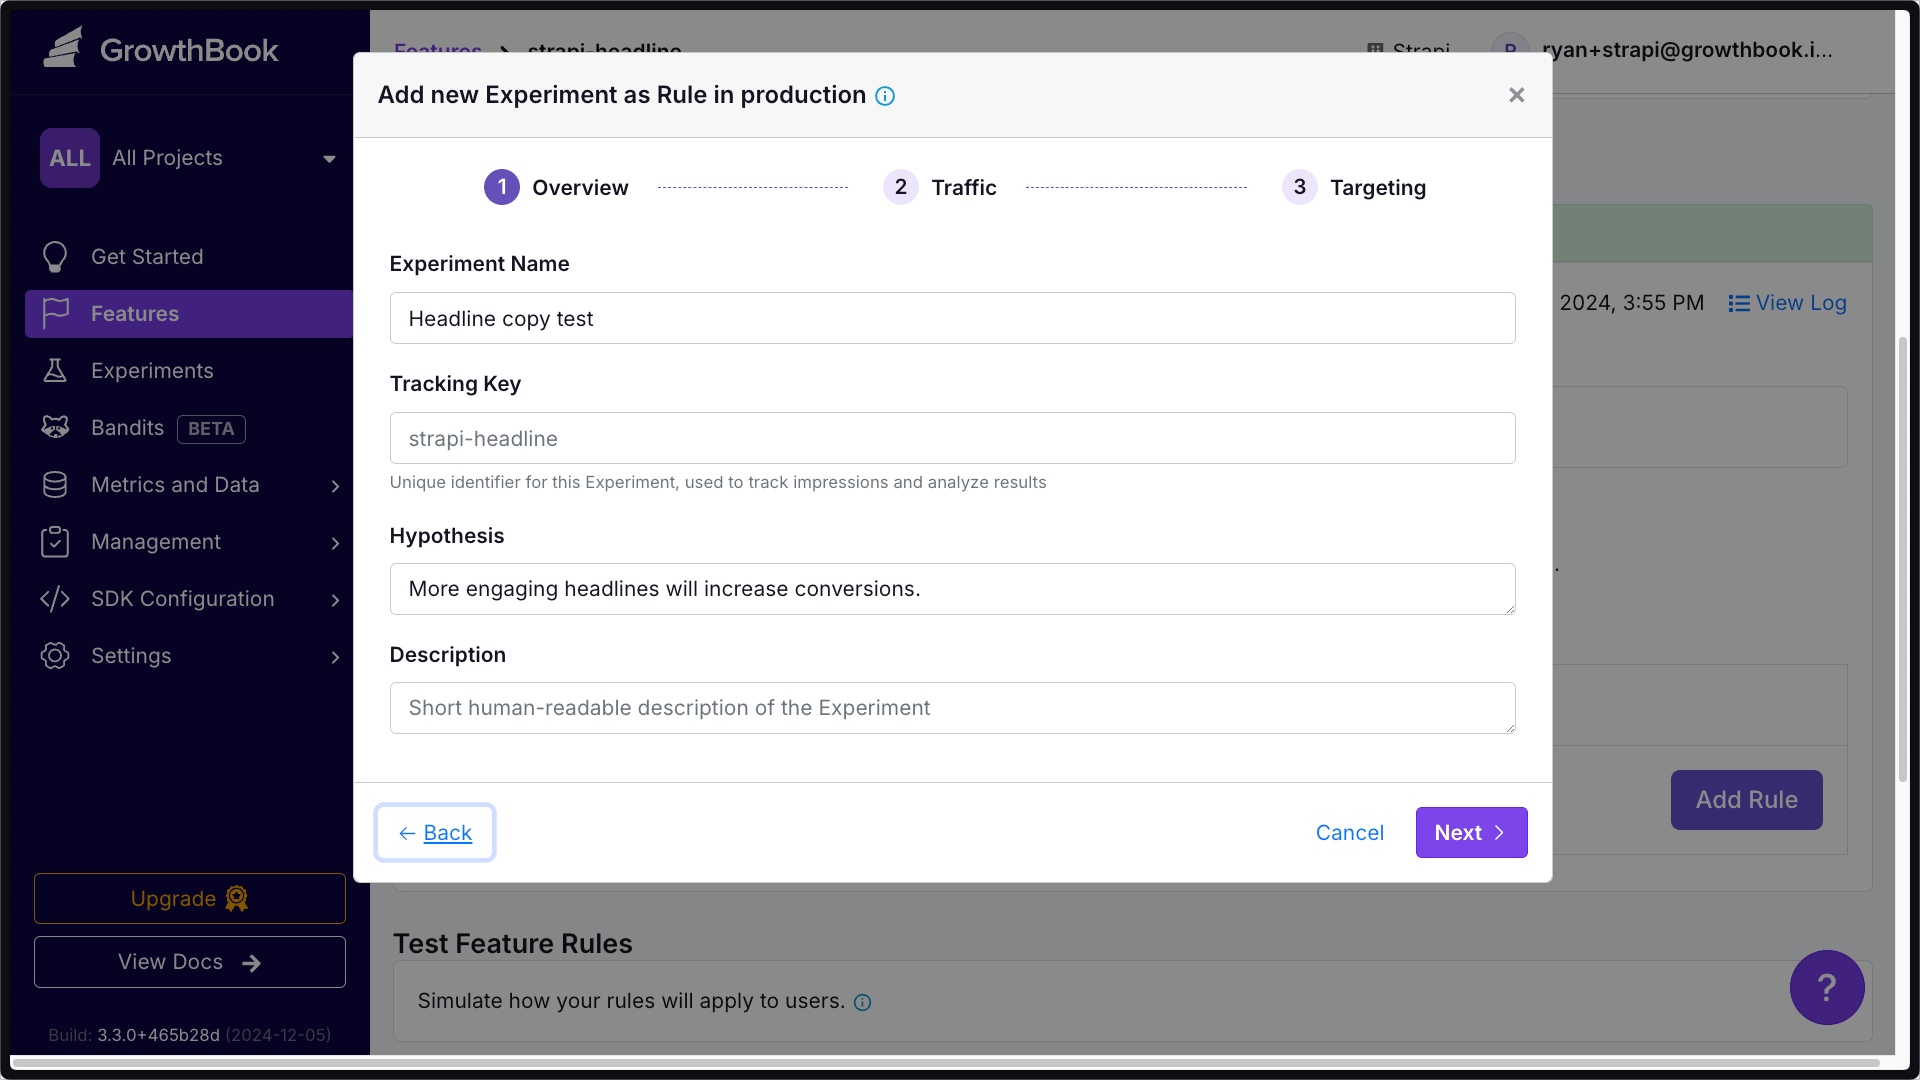 GrowthBook
Features > strapi-headline
Strapi
R
ryan+strapi@growthbook.i...
ALL All Projects
Get Started
Features
Experiments
Bandits BETA
Metrics and Data
Management
SDK Configuration
Settings
Upgrade
View Docs →
Build: 3.3.0+465b28d (2024-12-05)
Add new Experiment as Rule in production
×
1 Overview
2 Traffic
3 Targeting
Experiment Name
Headline copy test
Tracking Key
strapi-headline
Unique identifier for this Experiment, used to track impressions and analyze results
Hypothesis
More engaging headlines will increase conversions.
Description
Short human-readable description of the Experiment
← Back
Cancel
Next >
2024, 3:55 PM
View Log
.
Add Rule
Test Feature Rules
Simulate how your rules will apply to users.
?